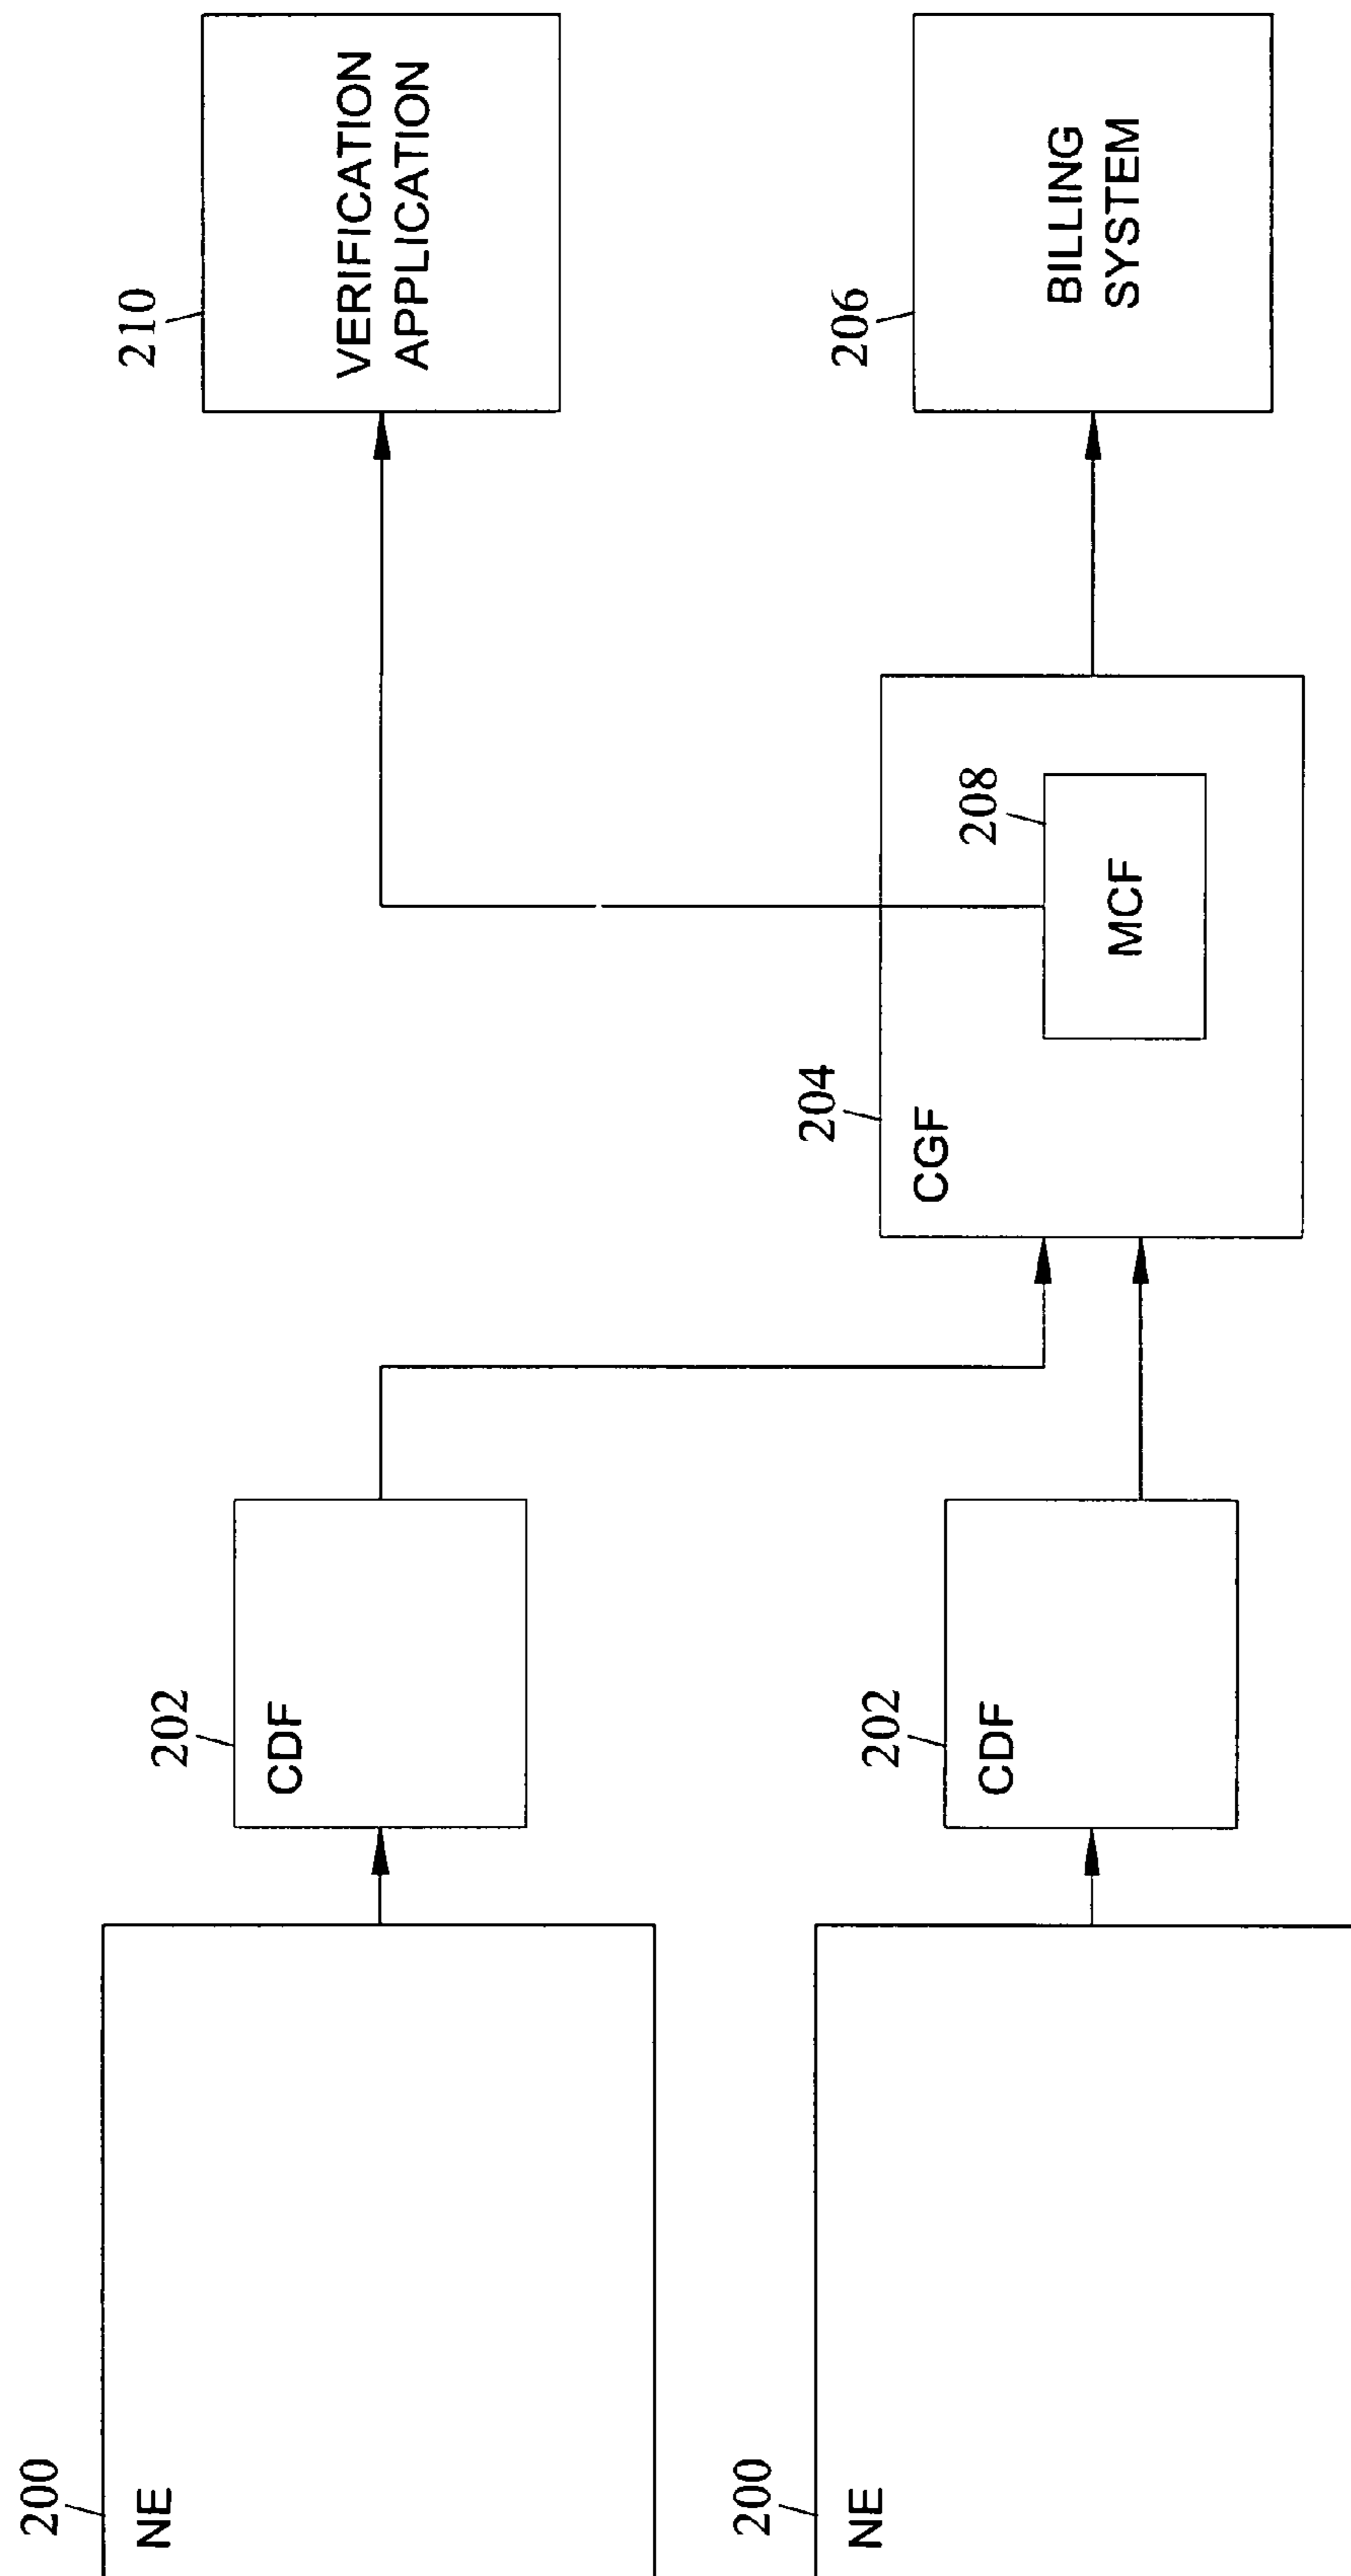 200
NE
202
CDF
210
VERIFICATION
APPLICATION
204
CGF
208
MCF
206
BILLING
SYSTEM
200
NE
202
CDF